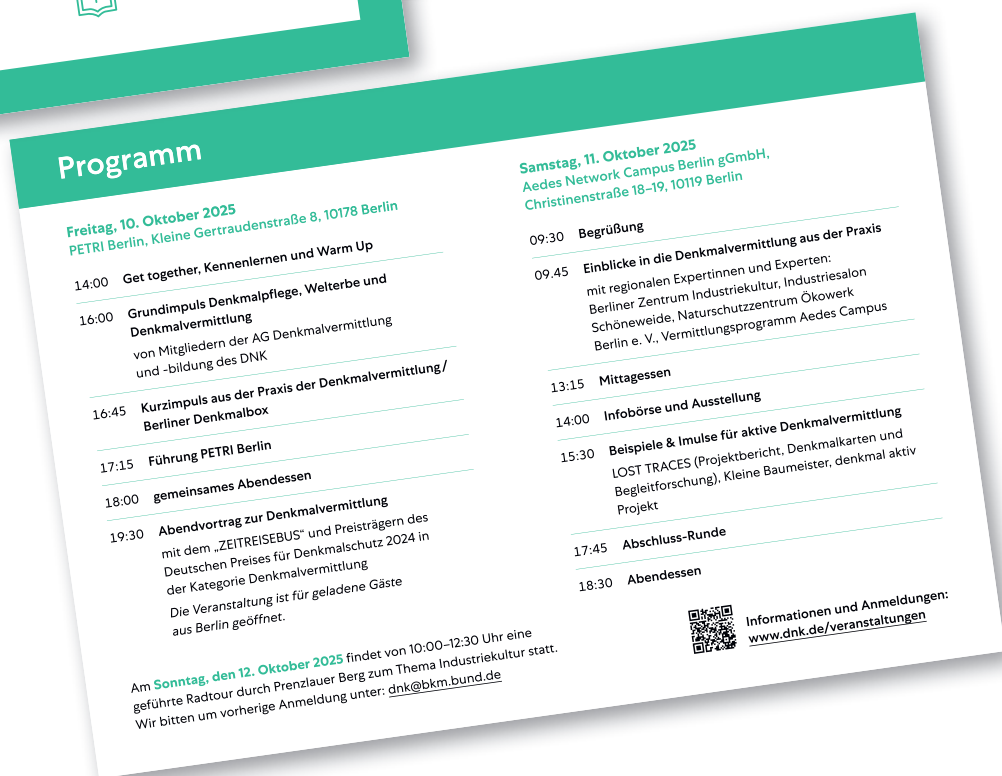 Programm
Freitag, 10. Oktober 2025
PETRI Berlin, Kleine Gertraudenstraße 8, 10178 Berlin
14:00 Get together, Kennenlernen und Warm Up
16:00 Grundimpuls Denkmalpflege, Welterbe und
Denkmalvermittlung
von Mitgliedern der AG Denkmalvermittlung
und -bildung des DNK
16:45 Kurzimpuls aus der Praxis der Denkmalvermittlung/
Berliner Denkmalbox
17:15 Führung PETRI Berlin
18:00 gemeinsames Abendessen
19:30 Abendvortrag zur Denkmalvermittlung
mit dem „ZEITREISEBUS“ und Preisträgern des
Deutschen Preises für Denkmalschutz 2024 in
der Kategorie Denkmalvermittlung
Die Veranstaltung ist für geladene Gäste
aus Berlin geöffnet.
Am Sonntag, den 12. Oktober 2025 findet von 10:00–12:30 Uhr eine
geführte Radtour durch Prenzlauer Berg zum Thema Industriekultur statt.
Wir bitten um vorherige Anmeldung unter: dnk@bkm.bund.de
Samstag, 11. Oktober 2025
Aedes Network Campus Berlin gGmbH,
Christinenstraße 18–19, 10119 Berlin
09:30 Begrüßung
09.45 Einblicke in die Denkmalvermittlung aus der Praxis
mit regionalen Expertinnen und Experten:
Berliner Zentrum Industriekultur, Industriesalon
Schöneweide, Naturschutzzentrum Ökowerk
Berlin e. V., Vermittlungsprogramm Aedes Campus
13:15 Mittagessen
14:00 Infobörse und Ausstellung
15:30 Beispiele & Imulse für aktive Denkmalvermittlung
LOST TRACES (Projektbericht, Denkmalkarten und
Begleitforschung), Kleine Baumeister, denkmal aktiv
Projekt
17:45 Abschluss-Runde
18:30 Abendessen
Informationen und Anmeldungen:
www.dnk.de/veranstaltungen